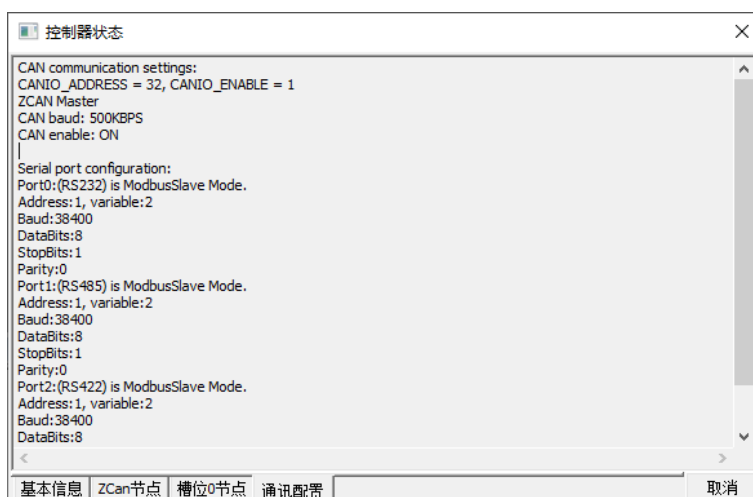 控制器状态
CAN communication settings:
CANIO_ADDRESS = 32, CANIO_ENABLE = 1
ZCAN Master
CAN baud: 500KBPS
CAN enable: ON
Serial port configuration:
Port0:(RS232) is ModbusSlave Mode.
Address:1, variable:2
Baud:38400
DataBits:8
StopBits:1
Parity:0
Port1:(RS485) is ModbusSlave Mode.
Address:1, variable:2
Baud:38400
DataBits:8
StopBits:1
Parity:0
Port2:(RS422) is ModbusSlave Mode.
Address:1, variable:2
Baud:38400
DataBits:8
基本信息 ZCan节点 槽位0节点 通讯配置 取消